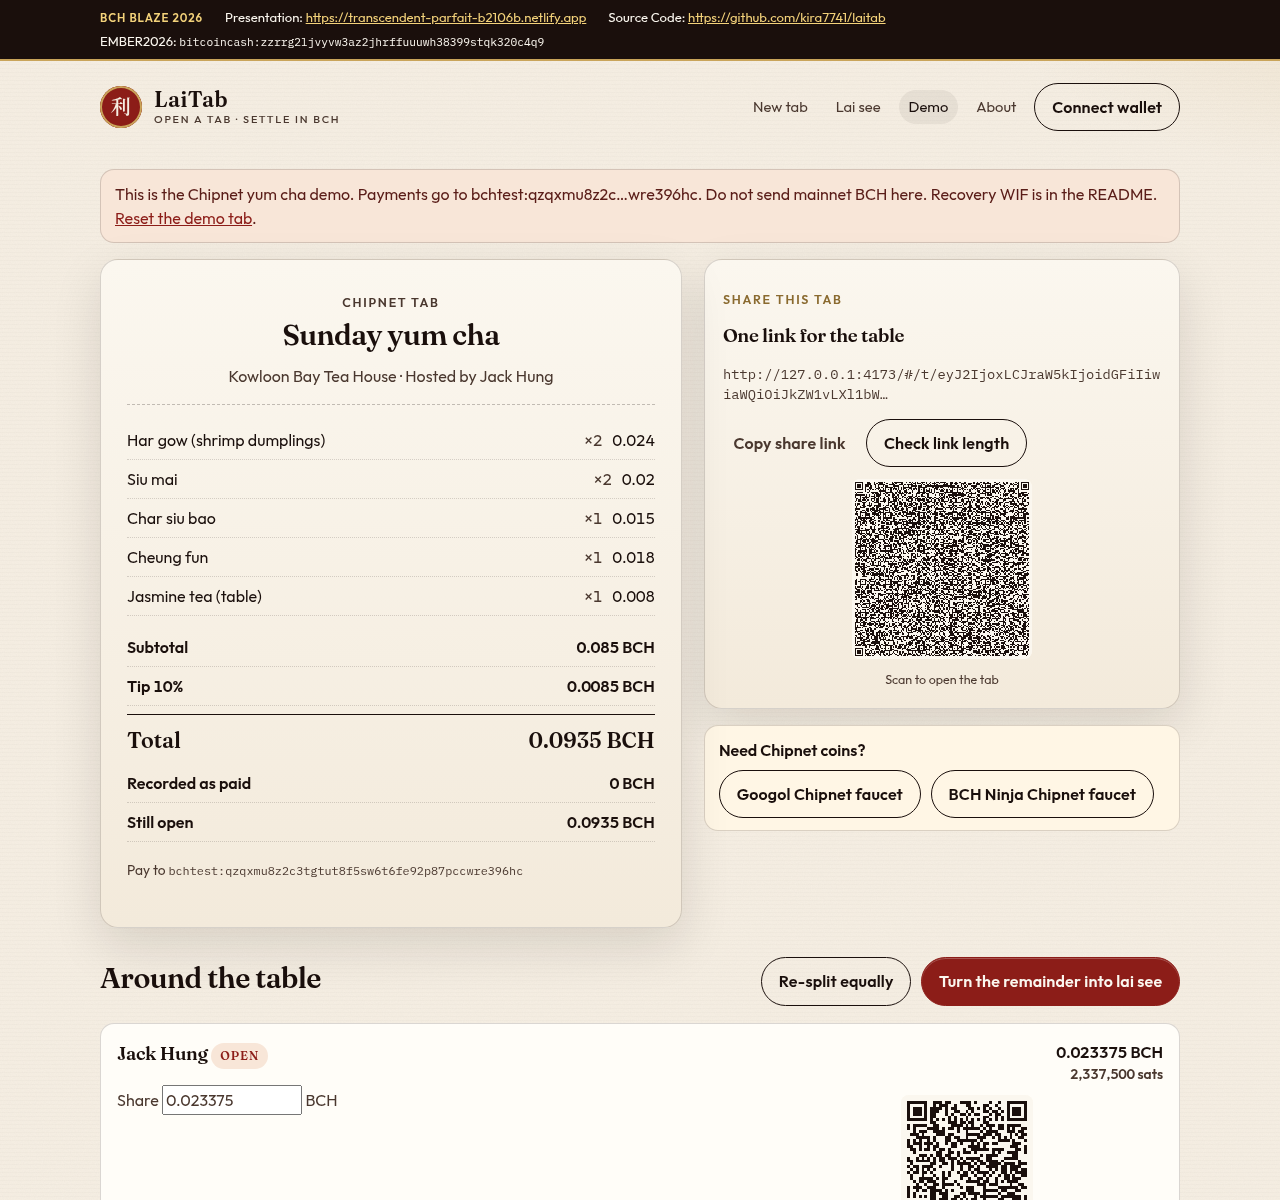 BCH BLAZE 2026 Presentation: https://transcendent-parfait-b2106b.netlify.app Source Code: https://github.com/kira7741/laitab
EMBER2026: bitcoincash:zzrrg2ljvyvw3az2jhrffuuuwh38399stqk320c4q9
利 LaiTab
OPEN A TAB · SETTLE IN BCH
New tab Lai see Demo About Connect wallet
This is the Chipnet yum cha demo. Payments go to bchtest:qzqxmu8z2c…wre396hc. Do not send mainnet BCH here. Recovery WIF is in the README.
Reset the demo tab.
CHIPNET TAB
Sunday yum cha
Kowloon Bay Tea House · Hosted by Jack Hung
Har gow (shrimp dumplings) ×2 0.024
Siu mai ×2 0.02
Char siu bao ×1 0.015
Cheung fun ×1 0.018
Jasmine tea (table) ×1 0.008
Subtotal 0.085 BCH
Tip 10% 0.0085 BCH
Total 0.0935 BCH
Recorded as paid 0 BCH
Still open 0.0935 BCH
Pay to bchtest:qzqxmu8z2c3tgtut8f5sw6t6fe92p87pccwre396hc
SHARE THIS TAB
One link for the table
http://127.0.0.1:4173/#/t/eyJ2IjoxLCJraW5kIjoidGFiIiw
iaWQiOiJkZW1vLXl1bW…
Copy share link Check link length
Scan to open the tab
Need Chipnet coins?
Googol Chipnet faucet BCH Ninja Chipnet faucet
Around the table
Re-split equally Turn the remainder into lai see
Jack Hung OPEN 0.023375 BCH
2,337,500 sats
Share 0.023375 BCH